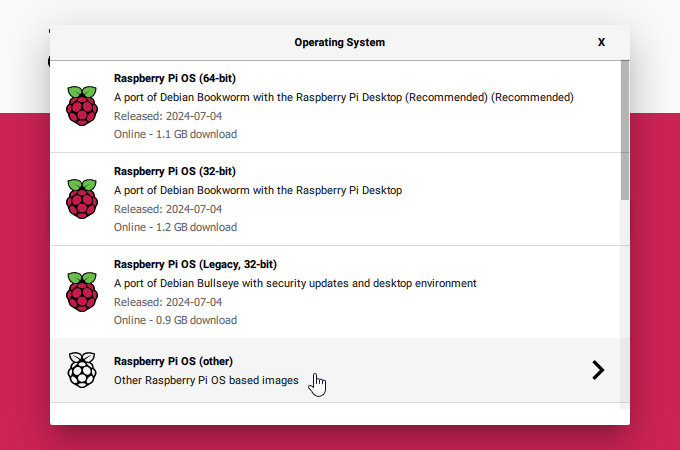 Operating System
X
Raspberry Pi OS (64-bit)
A port of Debian Bookworm with the Raspberry Pi Desktop (Recommended) (Recommended)
Released: 2024-07-04
Online - 1.1 GB download
Raspberry Pi OS (32-bit)
A port of Debian Bookworm with the Raspberry Pi Desktop
Released: 2024-07-04
Online - 1.2 GB download
Raspberry Pi OS (Legacy, 32-bit)
A port of Debian Bullseye with security updates and desktop environment
Released: 2024-07-04
Online - 0.9 GB download
Raspberry Pi OS (other)
Other Raspberry Pi OS based images